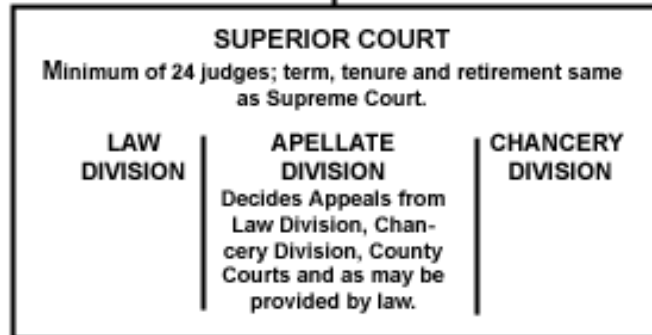 SUPERIOR COURT
Minimum of 24 judges; term, tenure and retirement same
as Supreme Court.
LAW
DIVISION
APELLATE
DIVISION
Decides Appeals from
Law Division, Chan-
cery Division, County
Courts and as may be
provided by law.
CHANCERY
DIVISION